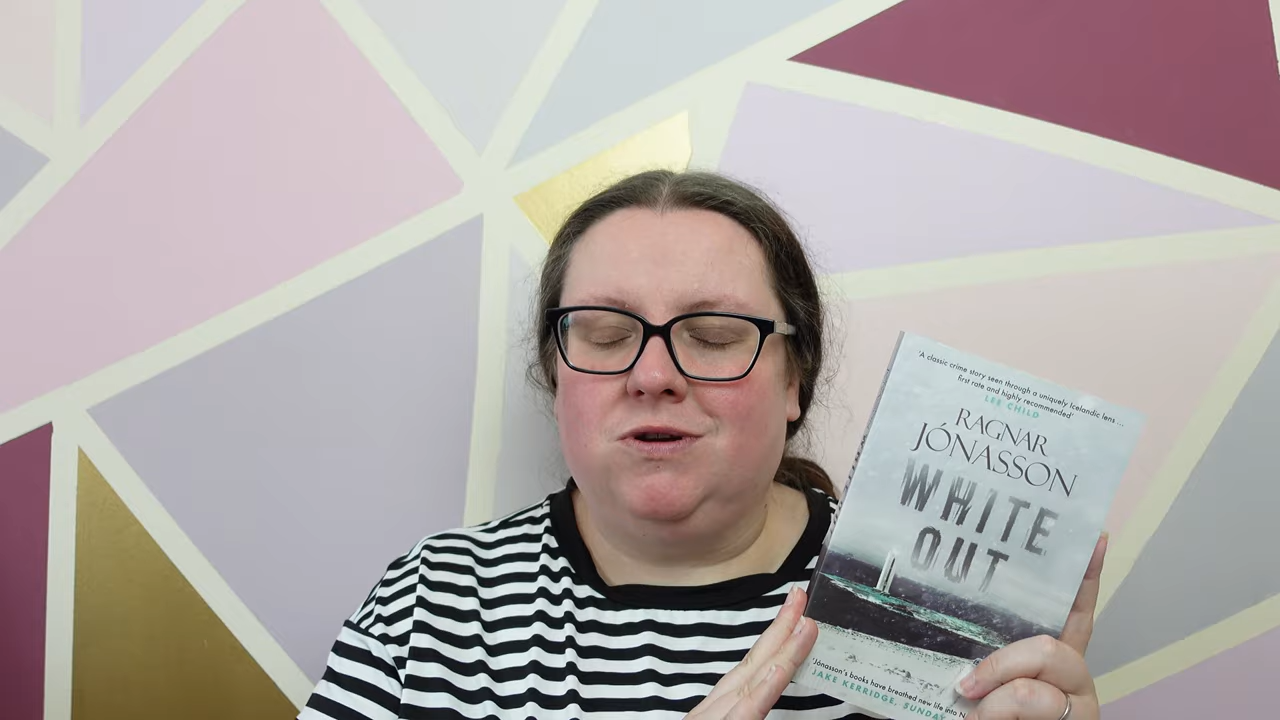 'A classic crime story seen through a uniquely Icelandic lens ...
first rate and highly recommended'
LEE CHILD
RAGNAR
JÓNASSON
WHITE
OUT
'Jónasson's books have breathed new life into
JAKE KERRIDGE, SUNDAY